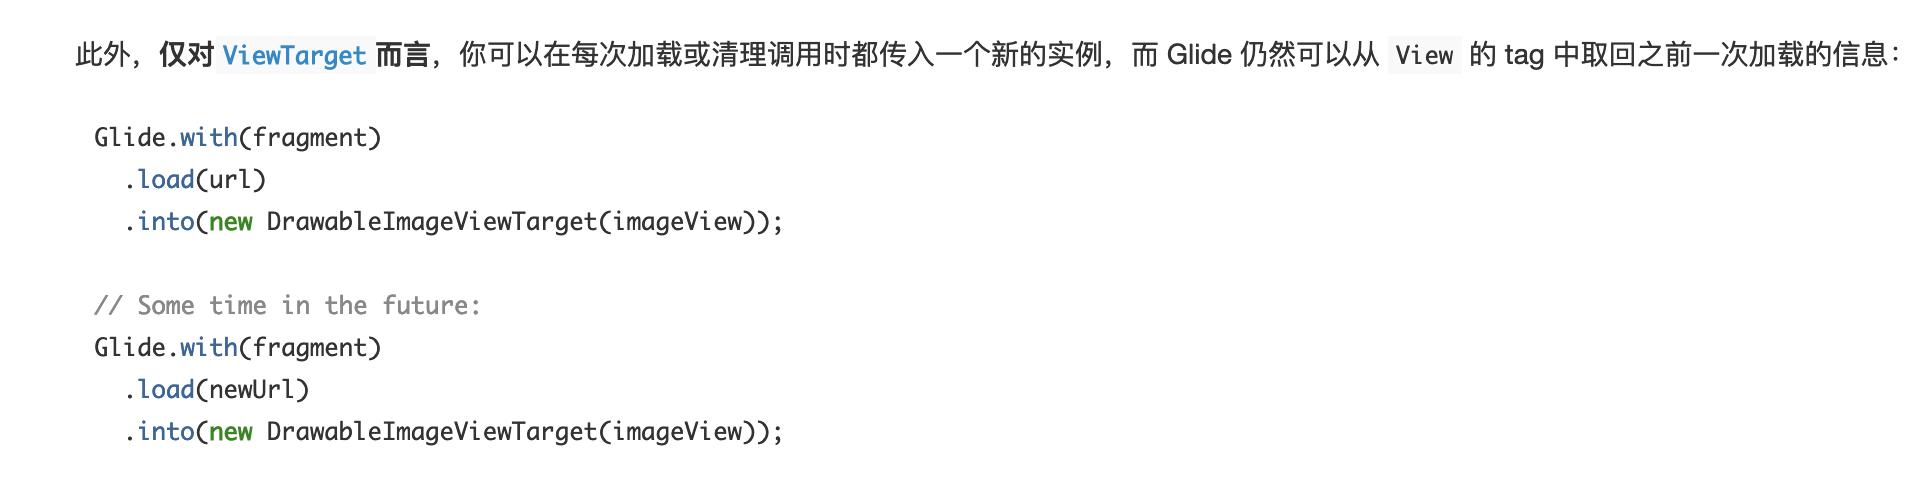 此外，仅对 ViewTarget 而言，你可以在每次加载或清理调用时都传入一个新的实例，而 Glide 仍然可以从 View 的 tag 中取回之前一次加载的信息：
Glide.with(fragment)
  .load(url)
  .into(new DrawableImageViewTarget(imageView));
// Some time in the future:
Glide.with(fragment)
  .load(newUrl)
  .into(new DrawableImageViewTarget(imageView));